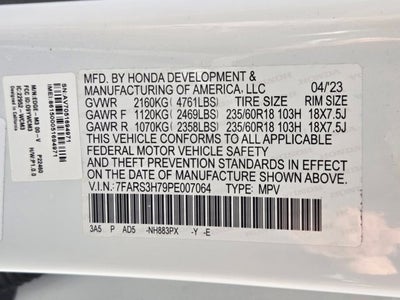 MFD. BY HONDA DEVELOPMENT &
MANUFACTURING OF AMERICA, LLC 04/'23
GVWR 2160KG (4761LBS) TIRE SIZE RIM SIZE
GAWR F 1120KG (2469LBS) 235/60R18 103H 18X7.5J
GAWR R 1070KG (2358LBS) 235/60R18 103H 18X7.5J
THIS VEHICLE CONFORMS TO ALL APPLICABLE
FEDERAL MOTOR VEHICLE SAFETY AND THEFT
PREVENTION STANDARDS IN EFFECT ON THE
DATE OF MANUFACTURE SHOWN ABOVE.
V.I.N.:7FARS3H79PE007064 TYPE: MPV
3A5 P AD5 -NH883PX -Y -E